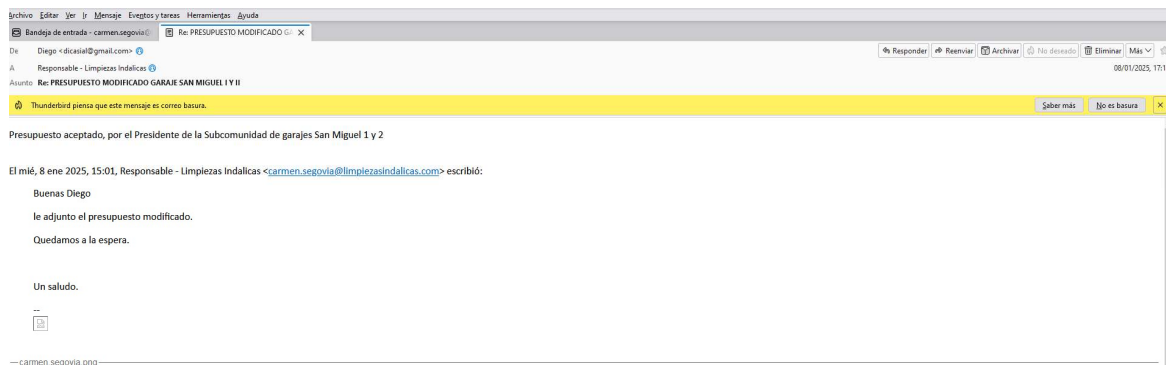 Archivo Editar Ver Ir Mensaje Eventos y tareas Herramientas Ayuda
Bandeja de entrada - carmen.segovia@ Re: PRESUPUESTO MODIFICADO GA
De Diego <dicasial@gmail.com> Responder Reenviar Archivar No deseado Eliminar Más
A Responsable - Limpiezas Indalicas 08/01/2025, 17:1
Asunto Re: PRESUPUESTO MODIFICADO GARAJE SAN MIGUEL I Y II
Thunderbird piensa que este mensaje es correo basura. Saber más No es basura
Presupuesto aceptado, por el Presidente de la Subcomunidad de garajes San Miguel 1 y 2
El mié, 8 ene 2025, 15:01, Responsable - Limpiezas Indalicas <carmen.segovia@limpiezasindalicas.com> escribió:
Buenas Diego
le adjunto el presupuesto modificado.
Quedamos a la espera.
Un saludo.
--
carmen.segovia.png